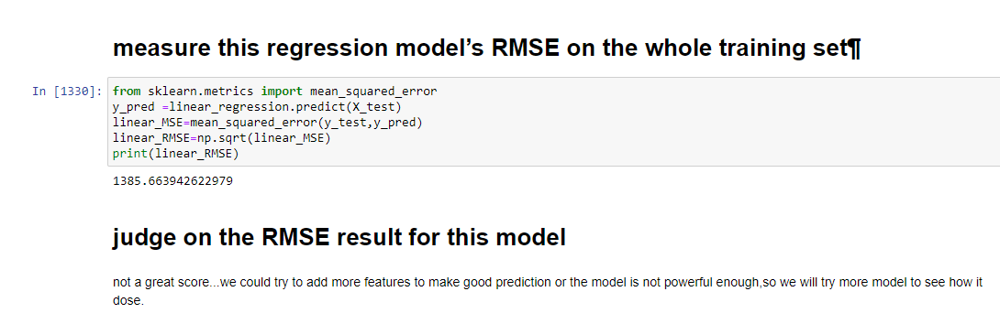 measure this regression model’s RMSE on the whole training set¶
In [1330]: from sklearn.metrics import mean_squared_error
y_pred =linear_regression.predict(X_test)
linear_MSE=mean_squared_error(y_test,y_pred)
linear_RMSE=np.sqrt(linear_MSE)
print(linear_RMSE)
1385.663942622979
judge on the RMSE result for this model
not a great score...we could try to add more features to make good prediction or the model is not powerful enough,so we will try more model to see how it
dose.